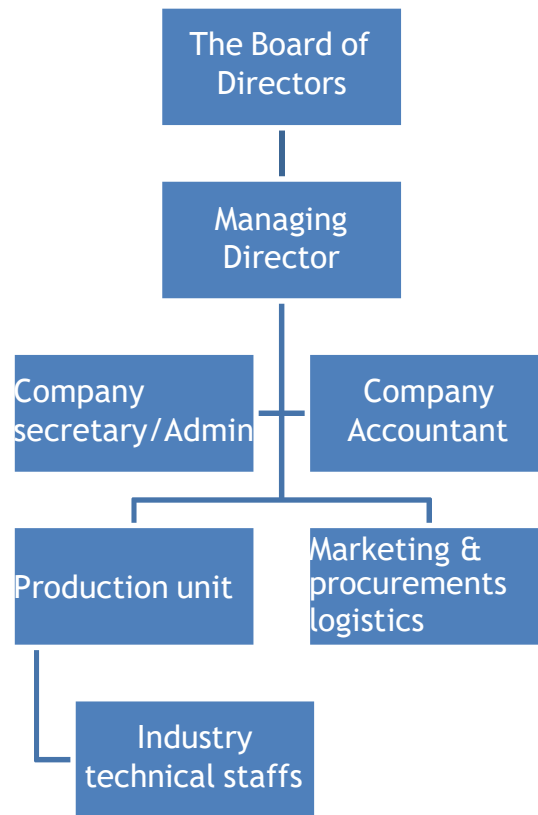 The Board of
Directors
Managing
Director
Company
secretary/Admin
Company
Accountant
Production unit
Marketing &
procurements
logistics
Industry
technical staffs